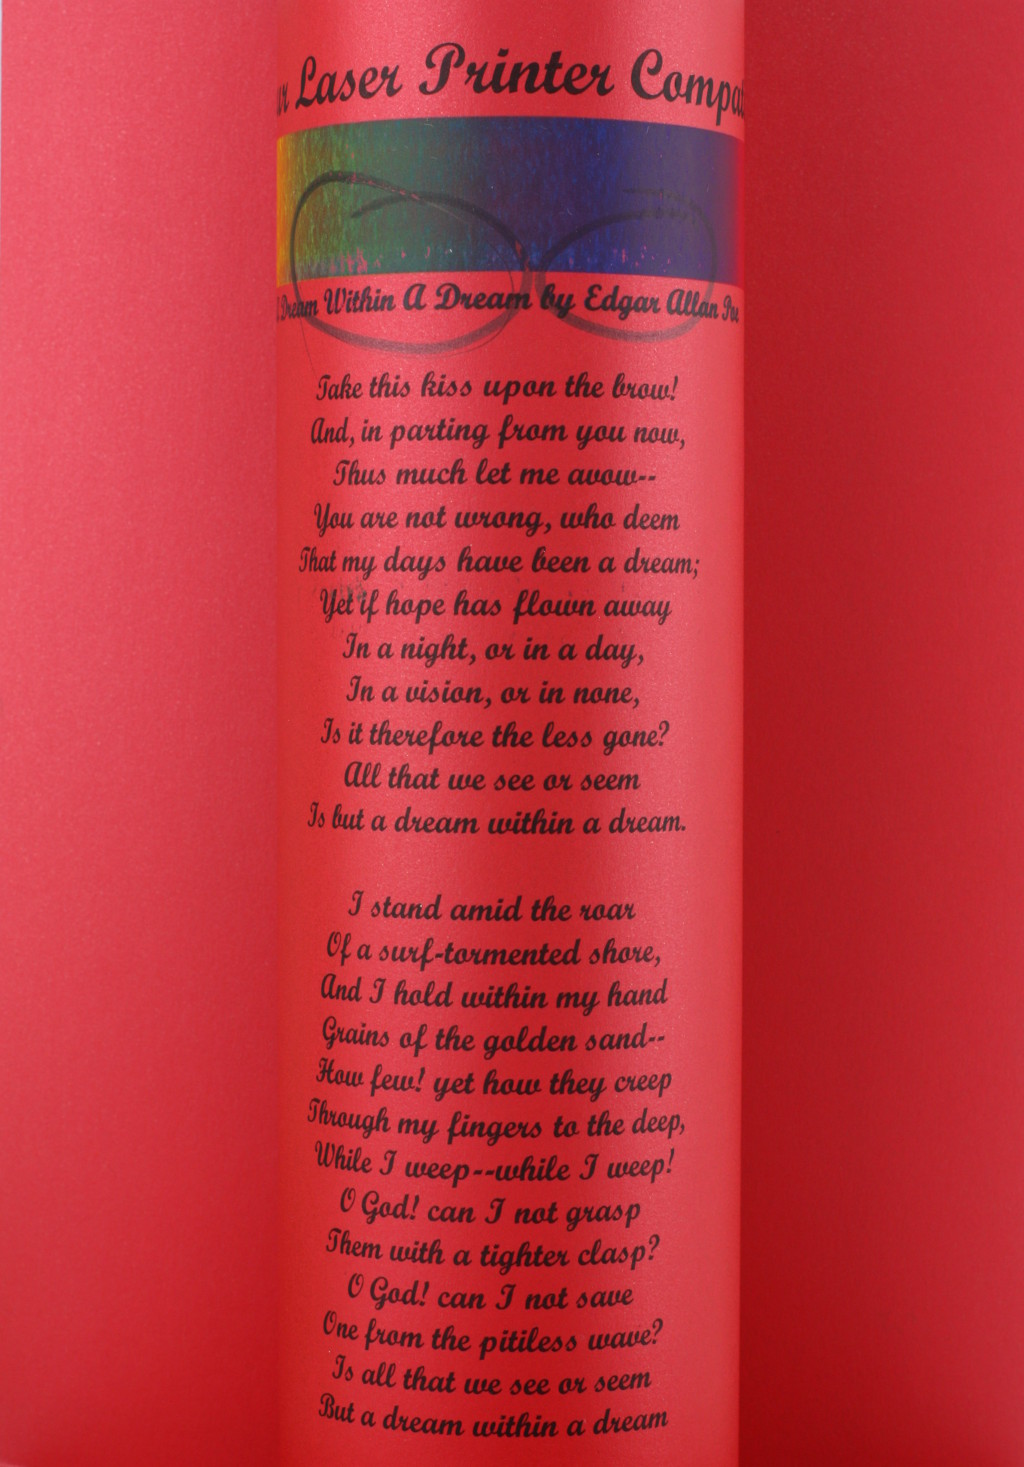 Laser Printer
Dream Within A Dream by Edgar Allan Poe
Take this kiss upon the brow!
And, in parting from you now,
Thus much let me avow--
You are not wrong, who deem
That my days have been a dream;
Yet if hope has flown away
In a night, or in a day,
In a vision, or in none,
Is it therefore the less gone?
All that we see or seem
Is but a dream within a dream.
I stand amid the roar
Of a surf-tormented shore,
And I hold within my hand
Grains of the golden sand--
How few! yet how they creep
Through my fingers to the deep,
While I weep--while I weep!
O God! can I not grasp
Them with a tighter clasp?
O God! can I not save
One from the pitiless wave?
Is all that we see or seem
But a dream within a dream